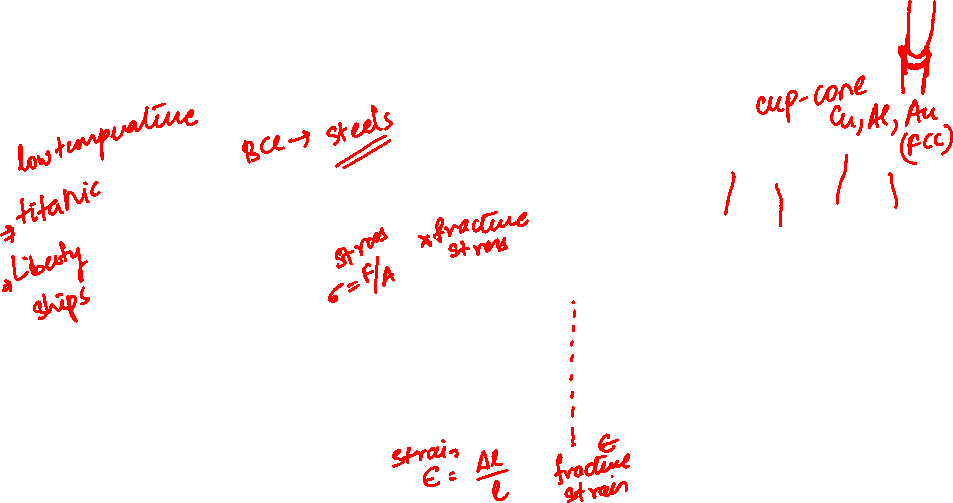 cup-cone
Cu, Al, Au
(FCC)
low temperature
BCC → steels
→ titanic
→ Liberty
ships
stress
σ = F/A
× fracture
stress
strain
ϵ = Δl/l
ϵ
fracture
strain